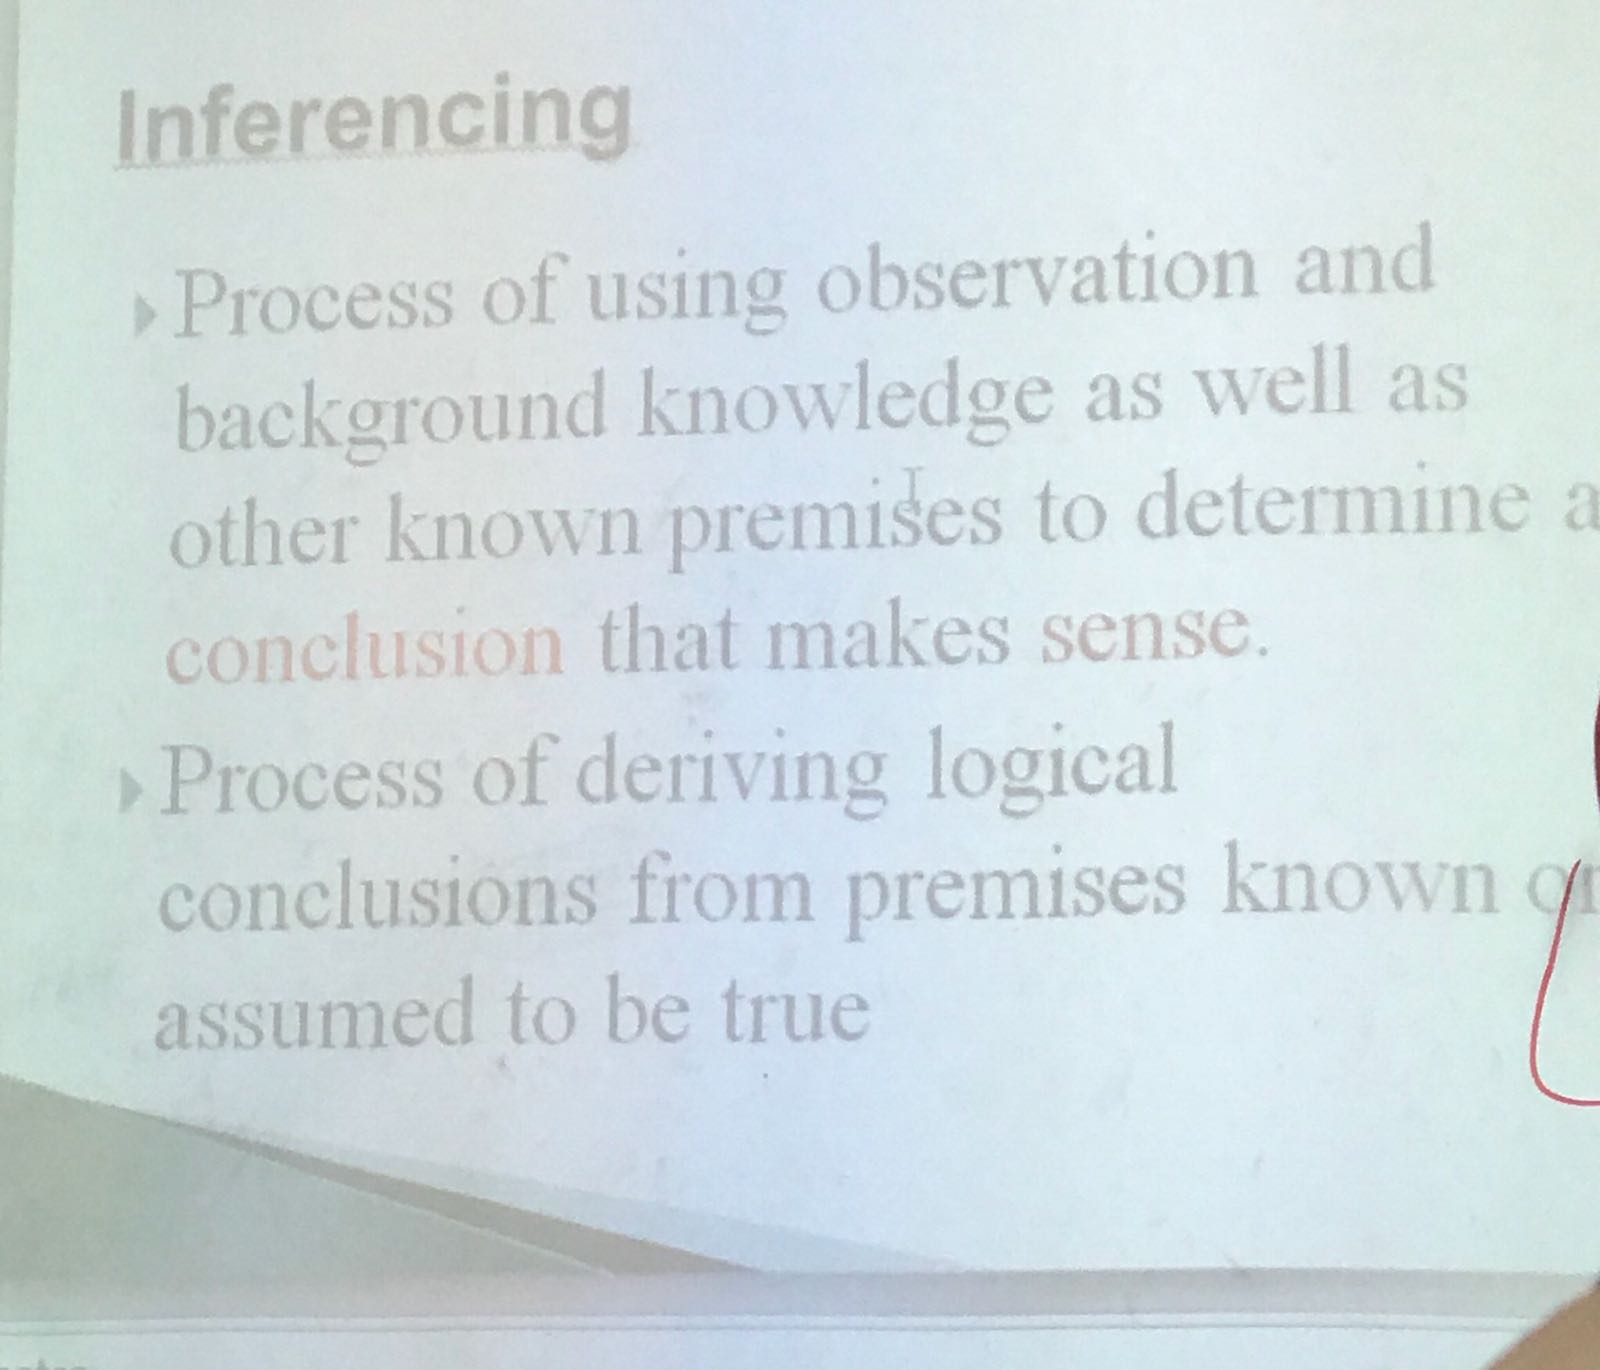 Inferencing
Process of using observation and
background knowledge as well as
other known premises to determine a
conclusion that makes sense.
Process of deriving logical
conclusions from premises known or
assumed to be true